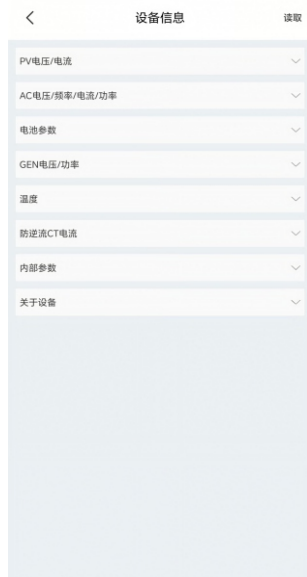 设备信息
读取
PV电压/电流
AC电压/频率/电流/功率
电池参数
GEN电压/功率
温度
防逆流CT电流
内部参数
关于设备